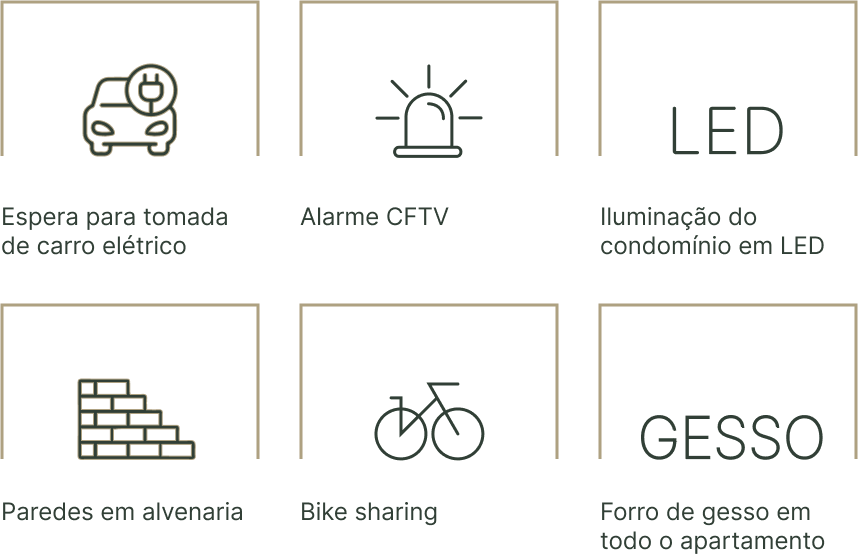 LED
Espera para tomada
de carro elétrico
Alarme CFTV
Iluminação do
condomínio em LED
GESSO
Paredes em alvenaria
Bike sharing
Forro de gesso em
todo o apartamento